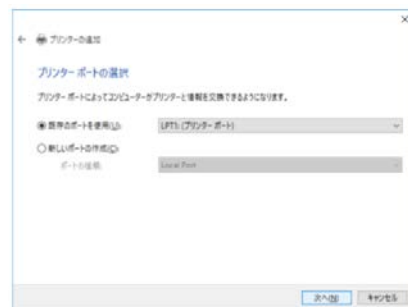 プリンターの追加
プリンター ポートの選択
プリンター ポートによってコンピューターがプリンターと情報を交換できるようになります。
既存のポートを使用(U): LPT1: (プリンター ポート)
新しいポートの作成(C):
ポートの種類: Local Port
次へ(N) キャンセル